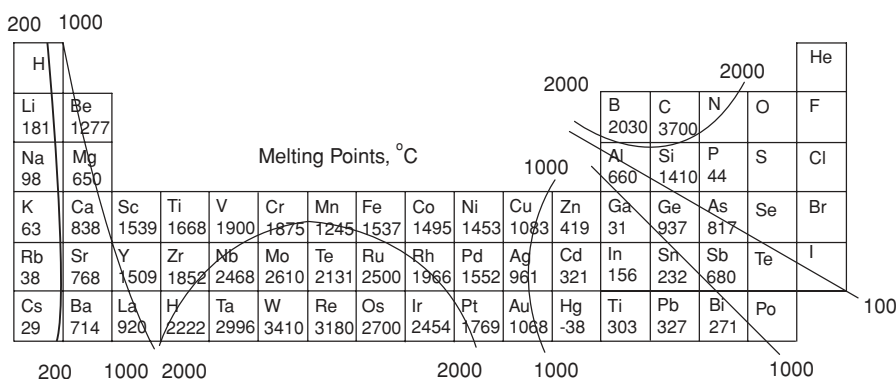 200 1000
H He
2000 2000
Li Be B C N O F
181 1277 2030 3700
Na Mg Melting Points, °C 1000 Al Si P S Cl
98 650 660 1410 44
K Ca Sc Ti V Cr Mn Fe Co Ni Cu Zn Ga Ge As Se Br
63 838 1539 1668 1900 1875 1245 1537 1495 1453 1083 419 31 937 817
Rb Sr Y Zr Nb Mo Te Ru Rh Pd Ag Cd In Sn Sb Te I
38 768 1509 1852 2468 2610 2131 2500 1966 1552 961 321 156 232 680
100
Cs Ba La H Ta W Re Os Ir Pt Au Hg Ti Pb Bi Po
29 714 920 2222 2996 3410 3180 2700 2454 1769 1068 -38 303 327 271
200 1000 2000 2000 1000 1000